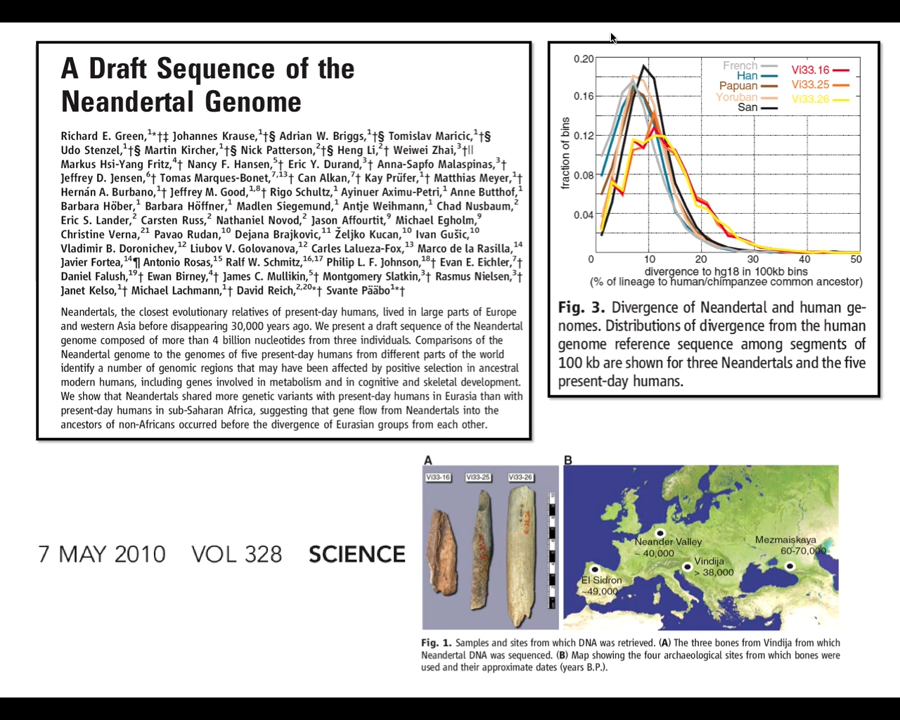 A Draft Sequence of the
Neandertal Genome
Richard E. Green,¹*†‡ Johannes Krause,¹†§ Adrian W. Briggs,¹†§ Tomislav Maricic,¹†§
Udo Stenzel,¹†§ Martin Kircher,¹†§ Nick Patterson,²†§ Heng Li,²† Weiwei Zhai,³†||
Markus Hsi-Yang Fritz,⁴† Nancy F. Hansen,⁵† Eric Y. Durand,³† Anna-Sapfo Malaspinas,³†
Jeffrey D. Jensen,⁶† Tomas Marques-Bonet,⁷,¹³† Can Alkan,⁷† Kay Prüfer,¹† Matthias Meyer,¹†
Hernán A. Burbano,¹† Jeffrey M. Good,¹,⁸† Rigo Schultz,¹ Ayinuer Aximu-Petri,¹ Anne Butthof,¹
Barbara Höber,¹ Barbara Höffner,¹ Madlen Siegemund,¹ Antje Weihmann,¹ Chad Nusbaum,²
Eric S. Lander,² Carsten Russ,² Nathaniel Novod,² Jason Affourtit,⁹ Michael Egholm,⁹
Christine Verna,²¹ Pavao Rudan,¹⁰ Dejana Brajkovic,¹¹ Željko Kucan,¹⁰ Ivan Gušic,¹⁰
Vladimir B. Doronichev,¹² Liubov V. Golovanova,¹² Carles Lalueza-Fox,¹³ Marco de la Rasilla,¹⁴
Javier Fortea,¹⁴¶ Antonio Rosas,¹⁵ Ralf W. Schmitz,¹⁶,¹⁷ Philip L. F. Johnson,¹⁸† Evan E. Eichler,⁷†
Daniel Falush,¹⁹† Ewan Birney,⁴† James C. Mullikin,⁵† Montgomery Slatkin,³† Rasmus Nielsen,³†
Janet Kelso,¹† Michael Lachmann,¹† David Reich,²,²⁰*† Svante Pääbo¹*†
Neandertals, the closest evolutionary relatives of present-day humans, lived in large parts of Europe
and western Asia before disappearing 30,000 years ago. We present a draft sequence of the Neandertal
genome composed of more than 4 billion nucleotides from three individuals. Comparisons of the
Neandertal genome to the genomes of five present-day humans from different parts of the world
identify a number of genomic regions that may have been affected by positive selection in ancestral
modern humans, including genes involved in metabolism and in cognitive and skeletal development.
We show that Neandertals shared more genetic variants with present-day humans in Eurasia than with
present-day humans in sub-Saharan Africa, suggesting that gene flow from Neandertals into the
ancestors of non-Africans occurred before the divergence of Eurasian groups from each other.
0.20
0.16
0.12
0.08
0.04
fraction of bins
French
Han
Papuan
Yoruban
San
Vi33.16
Vi33.25
Vi33.26
0 10 20 30 40 50
divergence to hg18 in 100kb bins
(% of lineage to human/chimpanzee common ancestor)
Fig. 3. Divergence of Neandertal and human ge-
nomes. Distributions of divergence from the human
genome reference sequence among segments of
100 kb are shown for three Neandertals and the five
present-day humans.
7 MAY 2010 VOL 328 SCIENCE
A
Vi33-16 Vi33-25 Vi33-26
B
Neander Valley
~ 40,000
Mezmaiskaya
60-70,000
Vindija
> 38,000
El Sidron
~49,000
Fig. 1. Samples and sites from which DNA was retrieved. (A) The three bones from Vindija from which
Neandertal DNA was sequenced. (B) Map showing the four archaeological sites from which bones were
used and their approximate dates (years B.P.).